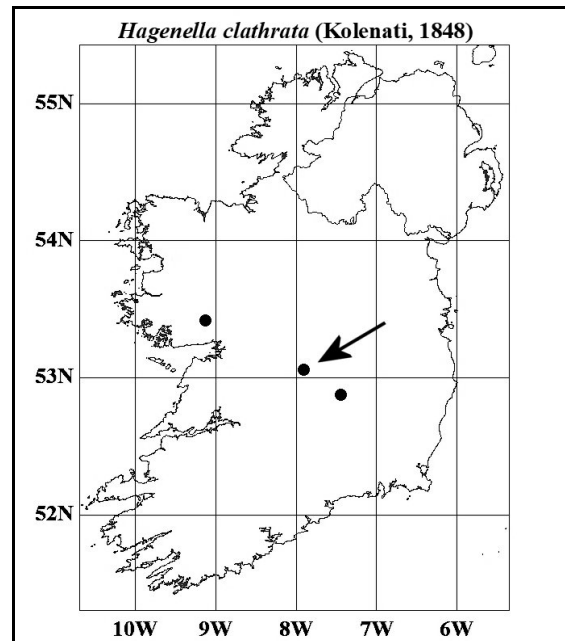 Hagenella clathrata (Kolenati, 1848)
55N
54N
53N
52N
10W 9W 8W 7W 6W